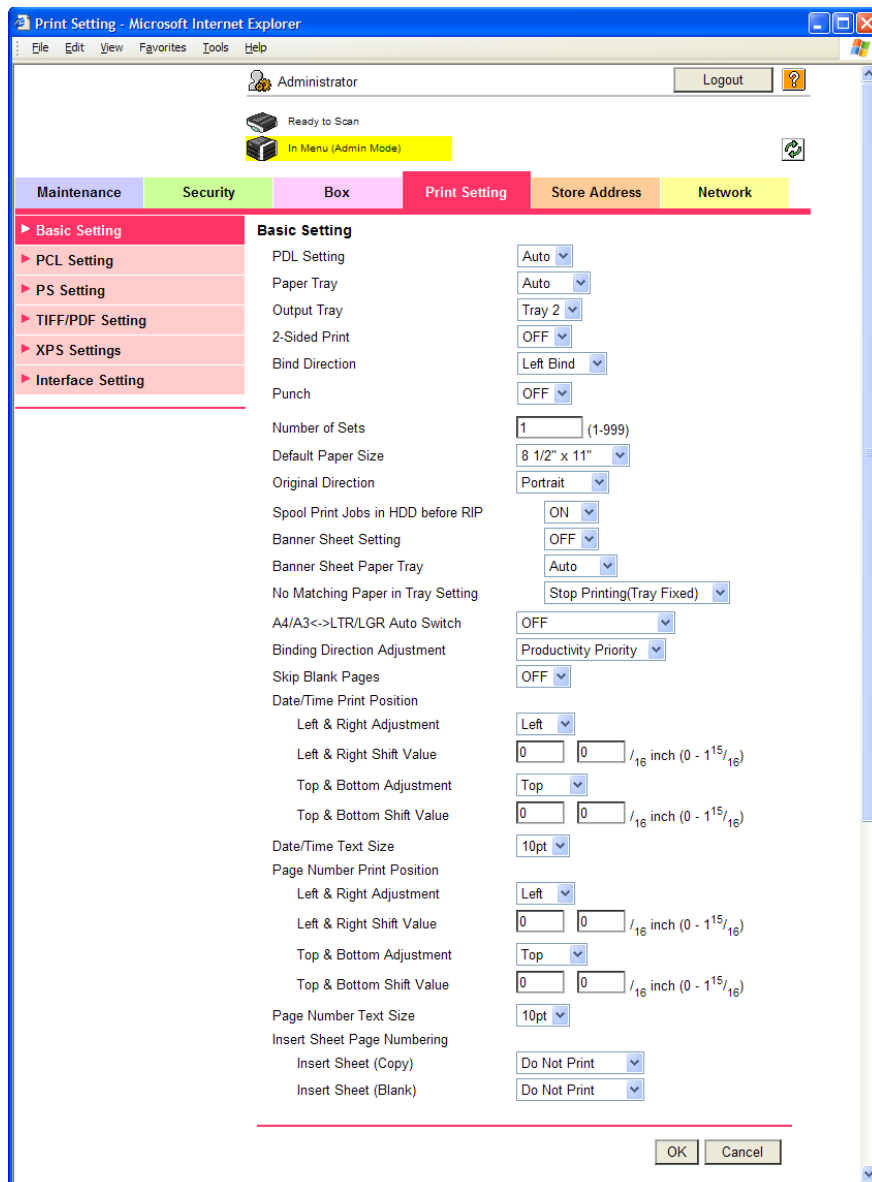 Print Setting - Microsoft Internet Explorer
File Edit View Favorites Tools Help
Administrator Logout ?
Ready to Scan
In Menu (Admin Mode)
Maintenance Security Box Print Setting Store Address Network
Basic Setting
PCL Setting
PS Setting
TIFF/PDF Setting
XPS Settings
Interface Setting
Basic Setting
PDL Setting Auto
Paper Tray Auto
Output Tray Tray 2
2-Sided Print OFF
Bind Direction Left Bind
Punch OFF
Number of Sets 1 (1-999)
Default Paper Size 8 1/2" x 11"
Original Direction Portrait
Spool Print Jobs in HDD before RIP ON
Banner Sheet Setting OFF
Banner Sheet Paper Tray Auto
No Matching Paper in Tray Setting Stop Printing(Tray Fixed)
A4/A3<->LTR/LGR Auto Switch OFF
Binding Direction Adjustment Productivity Priority
Skip Blank Pages OFF
Date/Time Print Position
Left & Right Adjustment Left
Left & Right Shift Value 0 0 /16 inch (0 - 1 15/16)
Top & Bottom Adjustment Top
Top & Bottom Shift Value 0 0 /16 inch (0 - 1 15/16)
Date/Time Text Size 10pt
Page Number Print Position
Left & Right Adjustment Left
Left & Right Shift Value 0 0 /16 inch (0 - 1 15/16)
Top & Bottom Adjustment Top
Top & Bottom Shift Value 0 0 /16 inch (0 - 1 15/16)
Page Number Text Size 10pt
Insert Sheet Page Numbering
Insert Sheet (Copy) Do Not Print
Insert Sheet (Blank) Do Not Print
OK Cancel